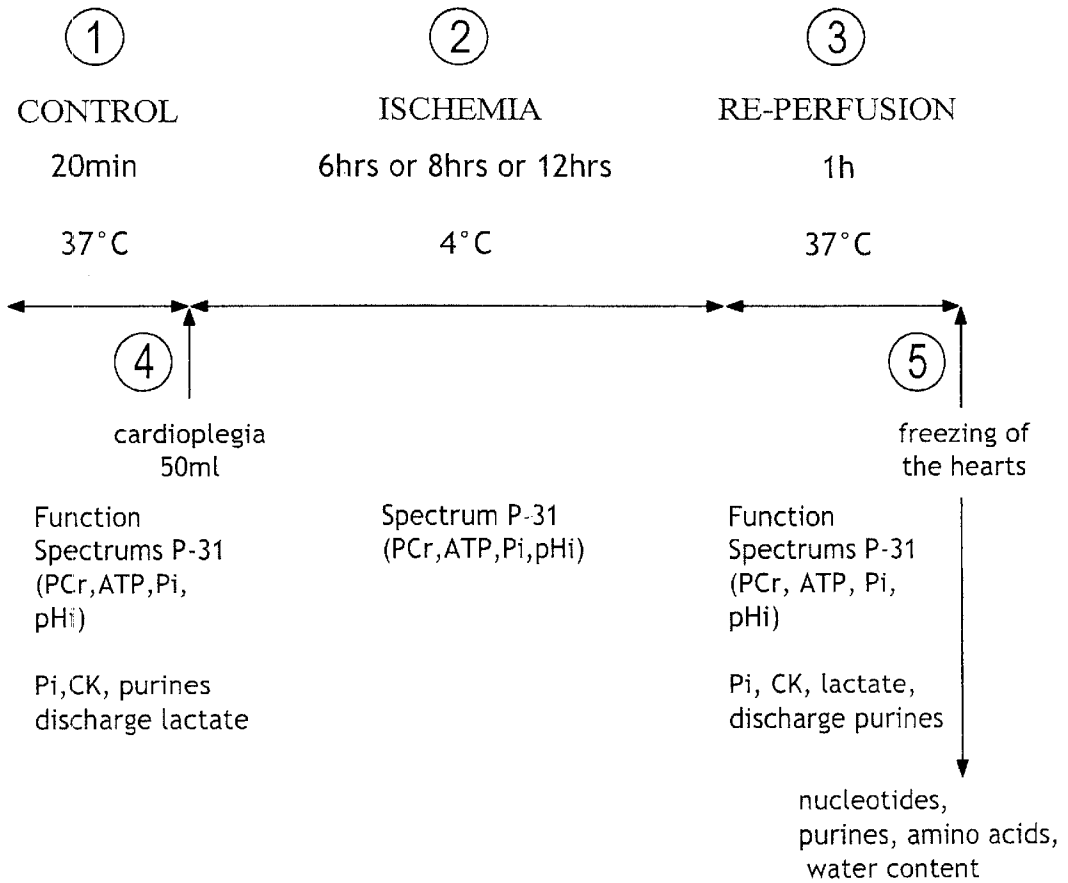 1
2
3
CONTROL
ISCHEMIA
RE-PERFUSION
20min
6hrs or 8hrs or 12hrs
1h
37°C
4°C
37°C
4
5
cardioplegia
50ml
freezing of
the hearts
Function
Spectrums P-31
(PCr,ATP,Pi,
pHi)
Pi,CK, purines
discharge lactate
Spectrum P-31
(PCr,ATP,Pi,pHi)
Function
Spectrums P-31
(PCr, ATP, Pi,
pHi)
Pi, CK, lactate,
discharge purines
nucleotides,
purines, amino acids,
water content